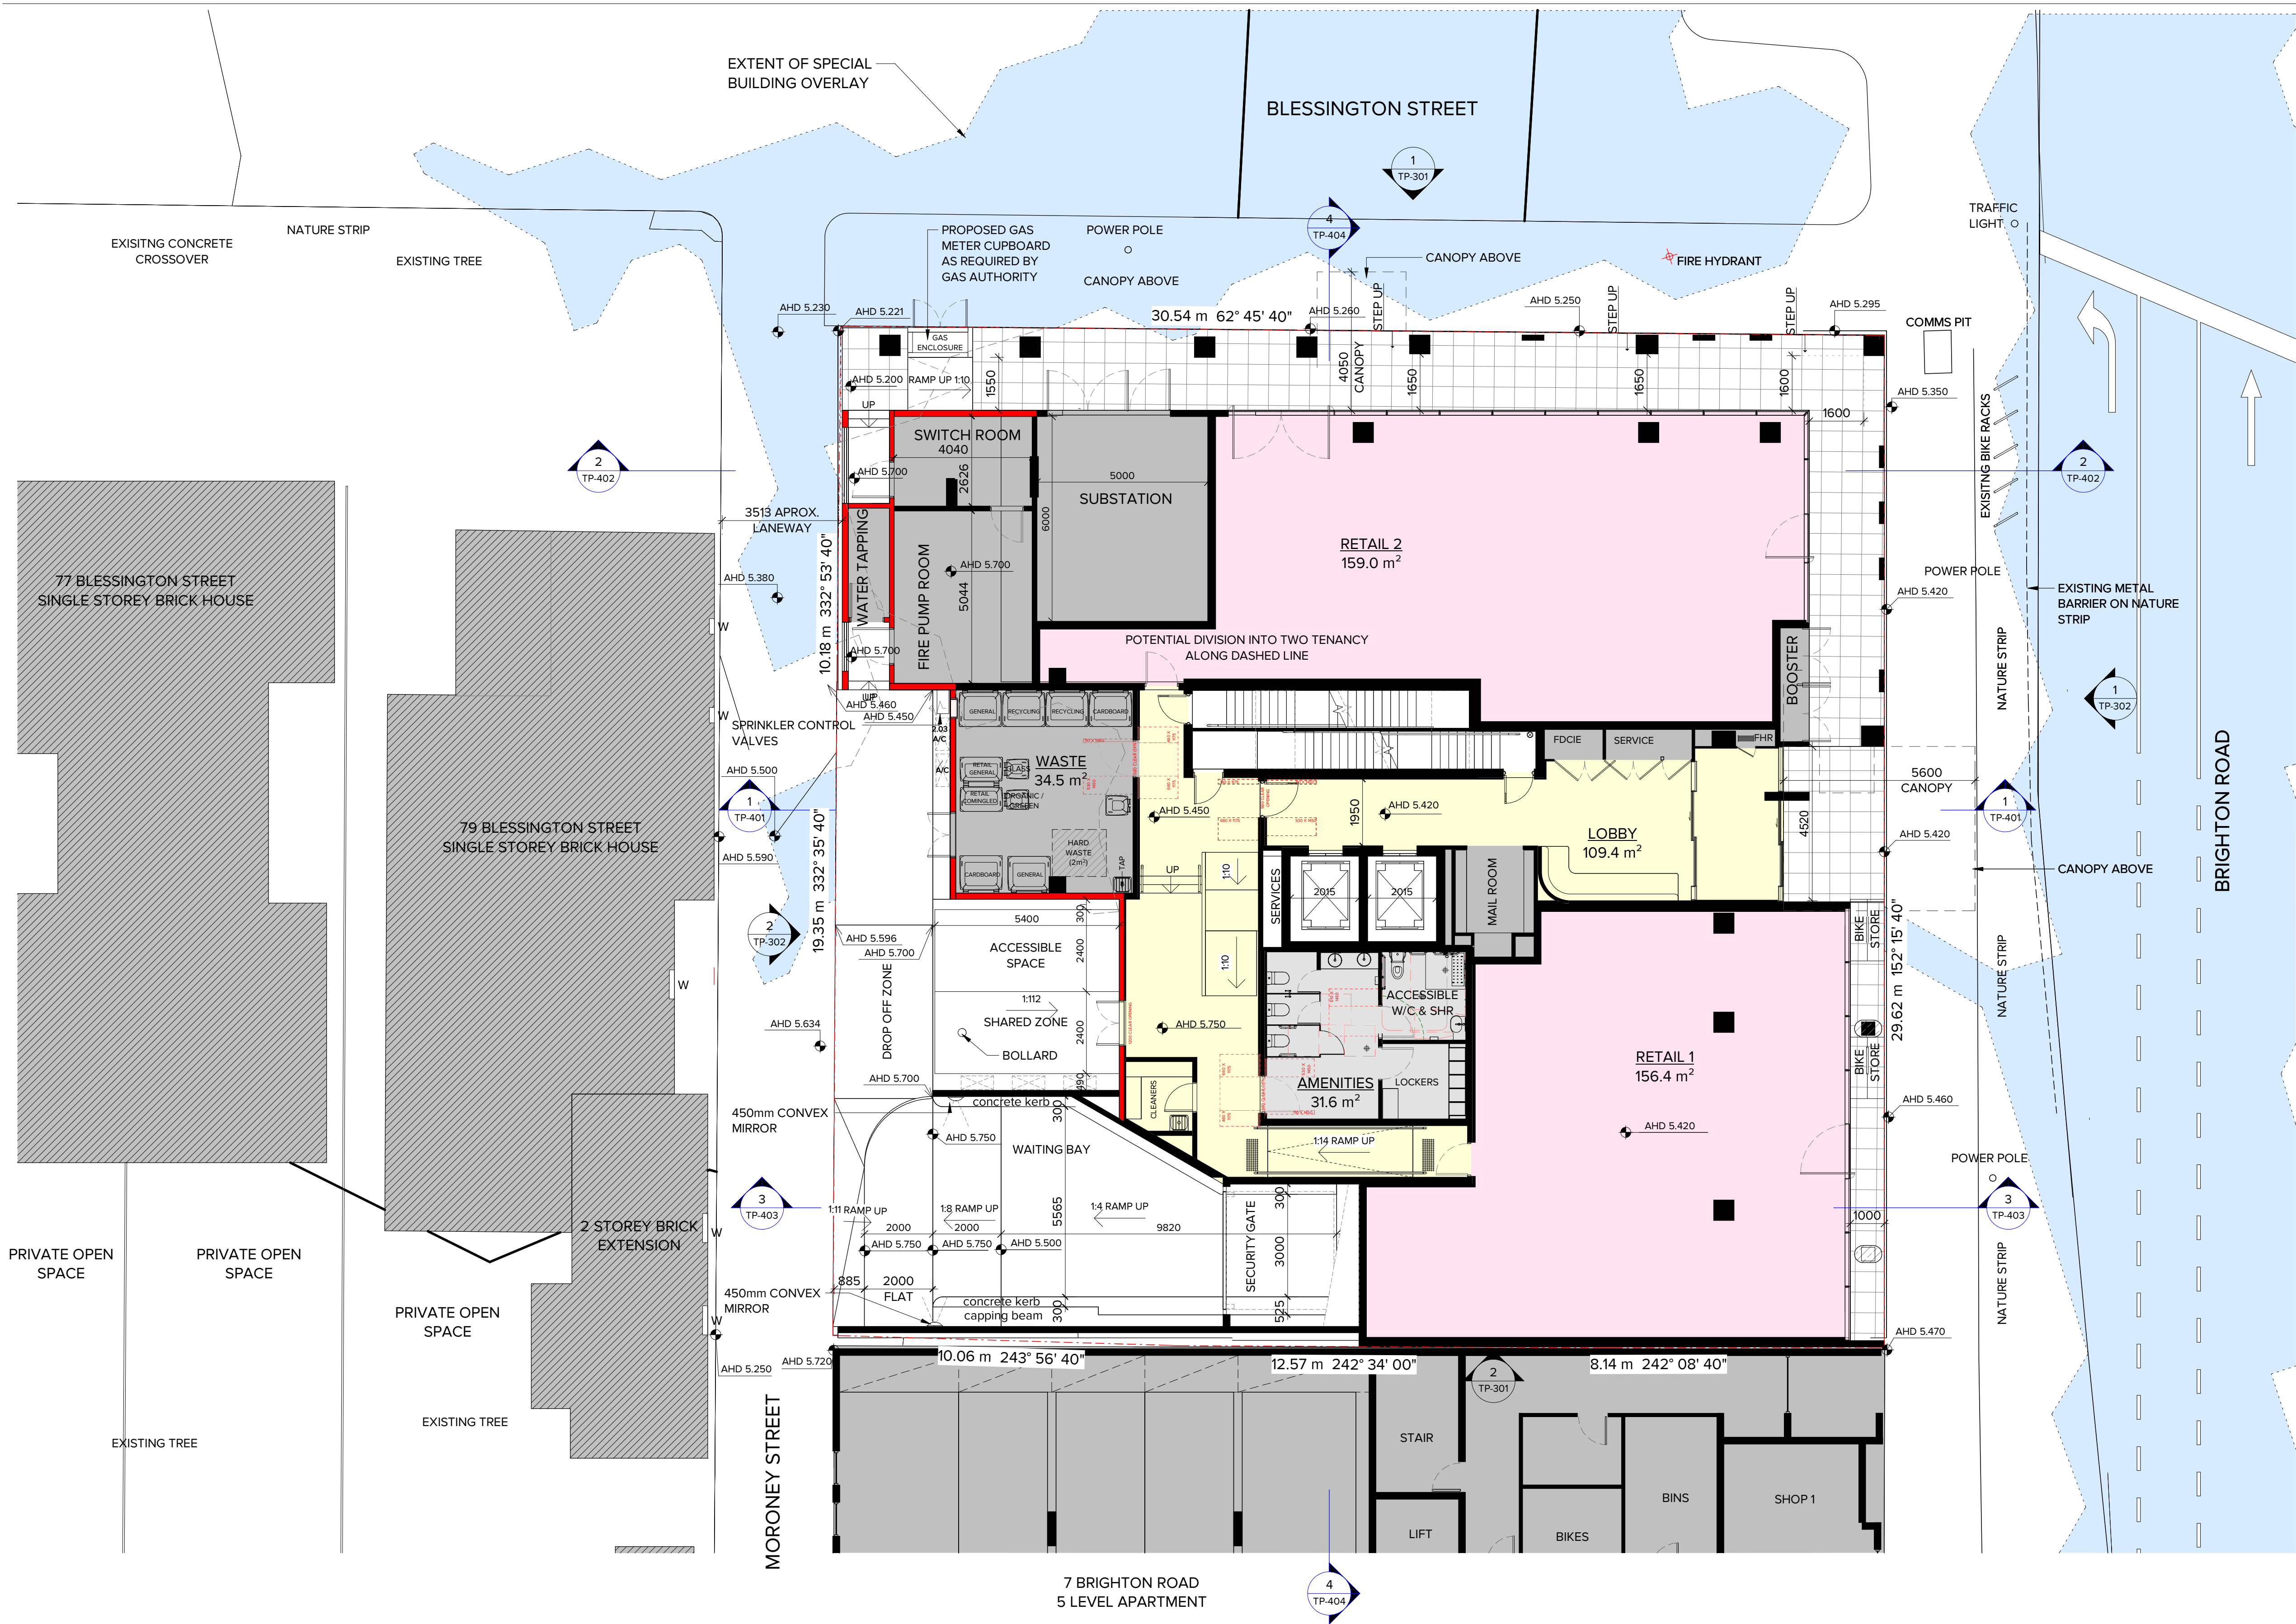 EXTENT OF SPECIAL
BUILDING OVERLAY
BLESSINGTON STREET
1
TP-301
4
TP-404
TRAFFIC
LIGHT
EXISITNG CONCRETE
CROSSOVER
NATURE STRIP
EXISTING TREE
PROPOSED GAS
METER CUPBOARD
AS REQUIRED BY
GAS AUTHORITY
POWER POLE
CANOPY ABOVE
CANOPY ABOVE
FIRE HYDRANT
AHD 5.230
AHD 5.221
30.54 m 62° 45' 40"
AHD 5.260
STEP UP
AHD 5.250
STEP UP
STEP UP
AHD 5.295
COMMS PIT
GAS
ENCLOSURE
AHD 5.200
RAMP UP 1:10
1550
4050
CANOPY
1650
1650
1600
1600
AHD 5.350
UP
SWITCH ROOM
4040
2626
AHD 5.700
5000
SUBSTATION
6000
2
TP-402
2
TP-402
EXISITNG BIKE RACKS
3513 APROX.
LANEWAY
10.18 m 332° 53' 40"
WATER TAPPING
FIRE PUMP ROOM
AHD 5.700
5044
RETAIL 2
159.0 m²
77 BLESSINGTON STREET
SINGLE STOREY BRICK HOUSE
AHD 5.380
W
POWER POLE
AHD 5.420
EXISTING METAL
BARRIER ON NATURE
STRIP
AHD 5.700
POTENTIAL DIVISION INTO TWO TENANCY
ALONG DASHED LINE
BOOSTER
NATURE STRIP
1
TP-302
UP
AHD 5.460
AHD 5.450
W
SPRINKLER CONTROL
VALVES
2.03
A/C
A/C
GENERAL
RECYCLING
RECYCLING
CARDBOARD
WASTE
34.5 m²
RETAIL
GENERAL
GLASS
RETAIL
COMINGLED
ORGANIC /
GREEN
HARD
WASTE
(2m²)
CARDBOARD
GENERAL
TAP
FDCIE
SERVICE
FHR
AHD 5.500
1
TP-401
5600
CANOPY
1
TP-401
AHD 5.450
AHD 5.420
1950
LOBBY
109.4 m²
4520
AHD 5.420
79 BLESSINGTON STREET
SINGLE STOREY BRICK HOUSE
AHD 5.590
19.35 m 332° 35' 40"
CANOPY ABOVE
BRIGHTON ROAD
UP
1:10
SERVICES
2015
2015
MAIL ROOM
2
TP-302
AHD 5.596
AHD 5.700
5400
300
ACCESSIBLE
SPACE
2400
1:10
BIKE
STORE
29.62 m 152° 15' 40"
W
DROP OFF ZONE
1:112
SHARED ZONE
BOLLARD
2400
490
AHD 5.634
AHD 5.750
ACCESSIBLE
W/C & SHR
NATURE STRIP
BIKE
STORE
RETAIL 1
156.4 m²
AHD 5.700
CLEANERS
AMENITIES
31.6 m²
LOCKERS
AHD 5.460
450mm CONVEX
MIRROR
concrete kerb
300
AHD 5.750
WAITING BAY
1:14 RAMP UP
AHD 5.420
POWER POLE
3
TP-403
1:11 RAMP UP
1:8 RAMP UP
1:4 RAMP UP
2000
2000
9820
5565
AHD 5.750
AHD 5.750
AHD 5.500
SECURITY GATE
300
3000
525
1000
3
TP-403
NATURE STRIP
2 STOREY BRICK
EXTENSION
W
PRIVATE OPEN
SPACE
PRIVATE OPEN
SPACE
PRIVATE OPEN
SPACE
885
2000
FLAT
450mm CONVEX
MIRROR
W
concrete kerb
capping beam
300
AHD 5.470
AHD 5.250
AHD 5.720
10.06 m 243° 56' 40"
12.57 m 242° 34' 00"
8.14 m 242° 08' 40"
2
TP-301
MORONEY STREET
EXISTING TREE
EXISTING TREE
STAIR
LIFT
BIKES
BINS
SHOP 1
7 BRIGHTON ROAD
5 LEVEL APARTMENT
4
TP-404